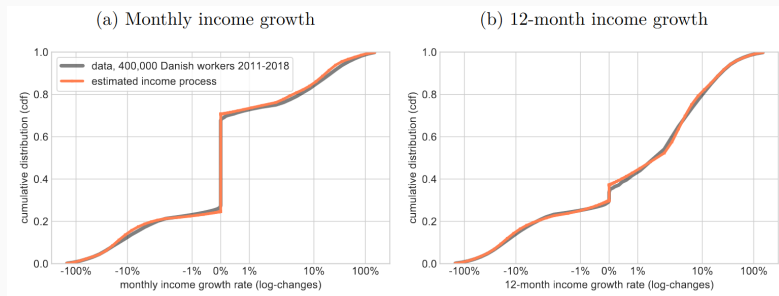 (a) Monthly income growth
cumulative distribution (cdf)
1.0
0.8
0.6
0.4
0.2
0.0
data, 400,000 Danish workers 2011-2018
estimated income process
-100% -10% -1% 0% 1% 10% 100%
monthly income growth rate (log-changes)
(b) 12-month income growth
cumulative distribution (cdf)
1.0
0.8
0.6
0.4
0.2
0.0
-100% -10% -1% 0% 1% 10% 100%
12-month income growth rate (log-changes)